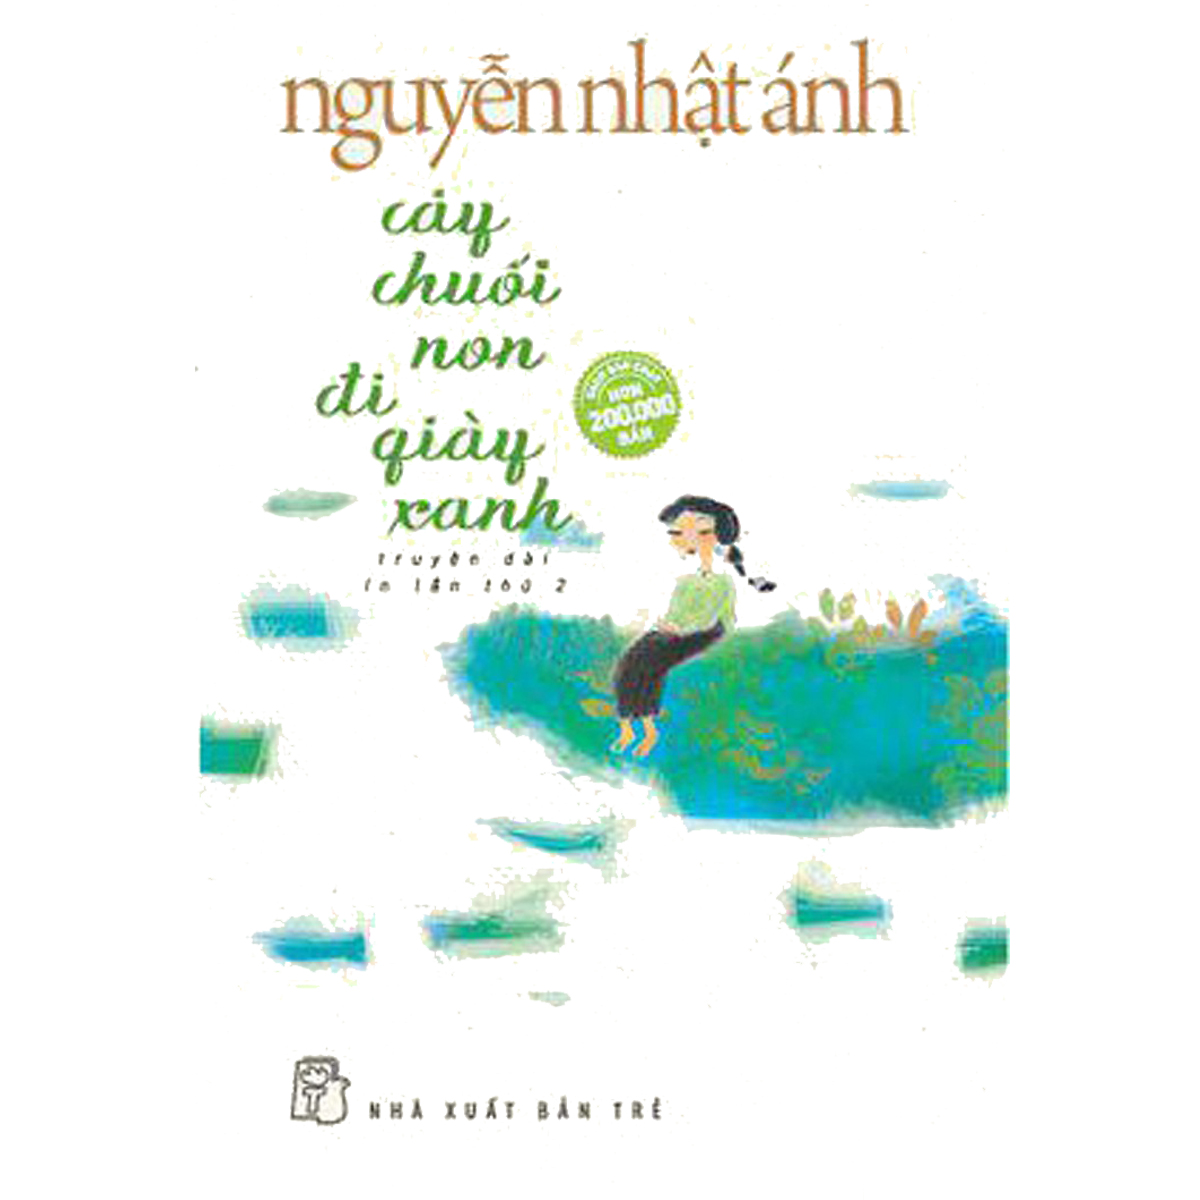 nguyễn nhật ánh
cây
chuối
non
đi
giày
xanh
truyện dài
in lần thứ 2
HƠN
200.000
BẢN
NHÀ XUẤT BẢN TRẺ